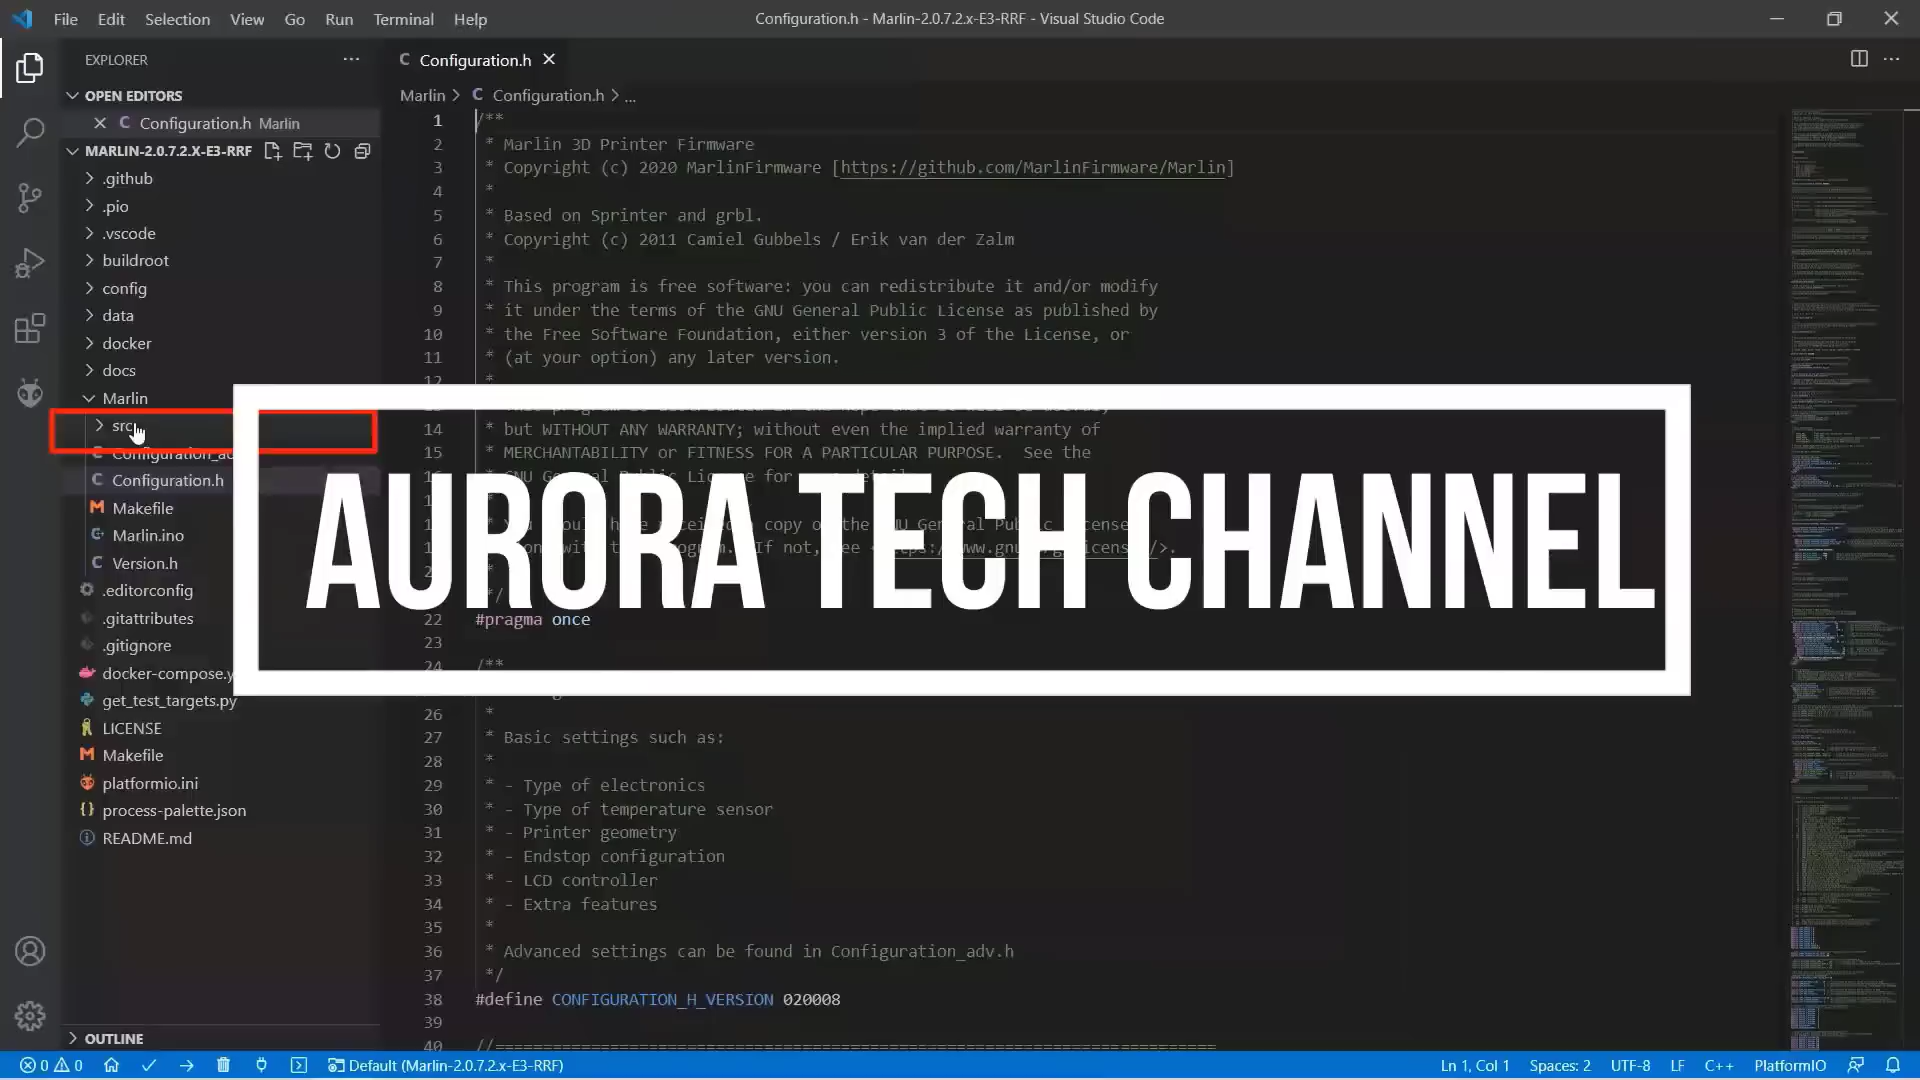 File Edit Selection View Go Run Terminal Help
Configuration.h - Marlin-2.0.7.2.x-E3-RRF - Visual Studio Code
EXPLORER
OPEN EDITORS
Configuration.h Marlin
MARLIN-2.0.7.2.X-E3-RRF
.github
.pio
.vscode
buildroot
config
data
docker
docs
Marlin
src
Configuration_ad
Configuration.h
Makefile
Marlin.ino
Version.h
.editorconfig
.gitattributes
.gitignore
docker-compose.y
get_test_targets.py
LICENSE
Makefile
platformio.ini
process-palette.json
README.md
OUTLINE
Configuration.h
Marlin > C Configuration.h > ...
1 /**
2 * Marlin 3D Printer Firmware
3 * Copyright (c) 2020 MarlinFirmware [https://github.com/MarlinFirmware/Marlin]
4 *
5 * Based on Sprinter and grbl.
6 * Copyright (c) 2011 Camiel Gubbels / Erik van der Zalm
7 *
8 * This program is free software: you can redistribute it and/or modify
9 * it under the terms of the GNU General Public License as published by
10 * the Free Software Foundation, either version 3 of the License, or
11 * (at your option) any later version.
12 *
14 * but WITHOUT ANY WARRANTY; without even the implied warranty of
15 * MERCHANTABILITY or FITNESS FOR A PARTICULAR PURPOSE. See the
AURORA TECH CHANNEL
22 #pragma once
23
24 /**
26 *
27 * Basic settings such as:
28 *
29 * - Type of electronics
30 * - Type of temperature sensor
31 * - Printer geometry
32 * - Endstop configuration
33 * - LCD controller
34 * - Extra features
35 *
36 * Advanced settings can be found in Configuration_adv.h
37 */
38 #define CONFIGURATION_H_VERSION 020008
39
40 //===========================================================================
0 0 Default (Marlin-2.0.7.2.x-E3-RRF)
Ln 1, Col 1 Spaces: 2 UTF-8 LF C++ PlatformIO